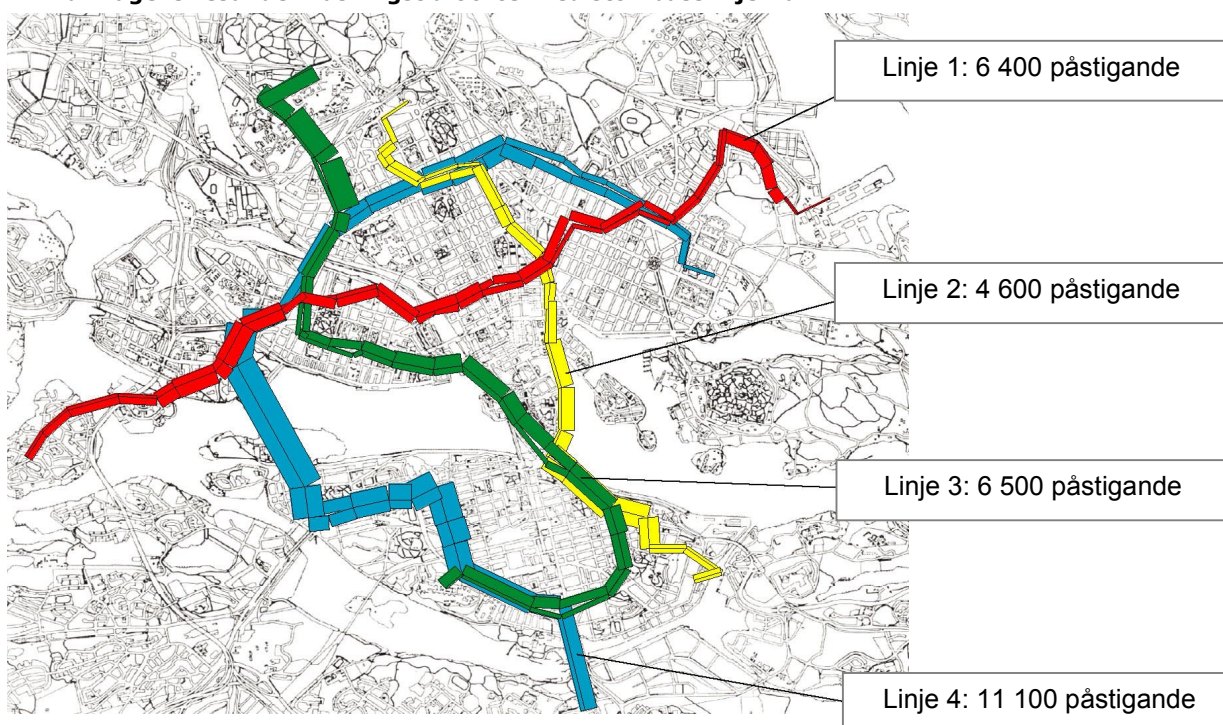 Linje 1: 6 400 påstigande
Linje 2: 4 600 påstigande
Linje 3: 6 500 påstigande
Linje 4: 11 100 påstigande